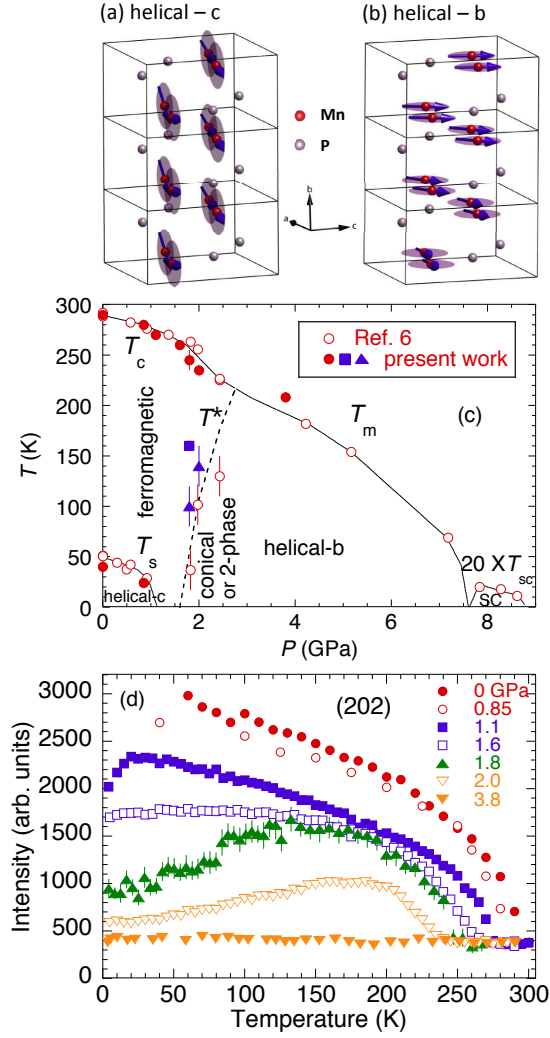 (a) helical – c
(b) helical – b
Mn
P
b
a
c
300
250
200
150
100
50
0
T (K)
0
2
4
6
8
P (GPa)
Ref. 6
present work
(c)
Tc
ferromagnetic
T*
Tm
Ts
helical-c
conical
or 2-phase
helical-b
20 XTsc
SC
(d)
(202)
0 GPa
0.85
1.1
1.6
1.8
2.0
3.8
3000
2500
2000
1500
1000
500
0
Intensity (arb. units)
0
50
100
150
200
250
300
Temperature (K)